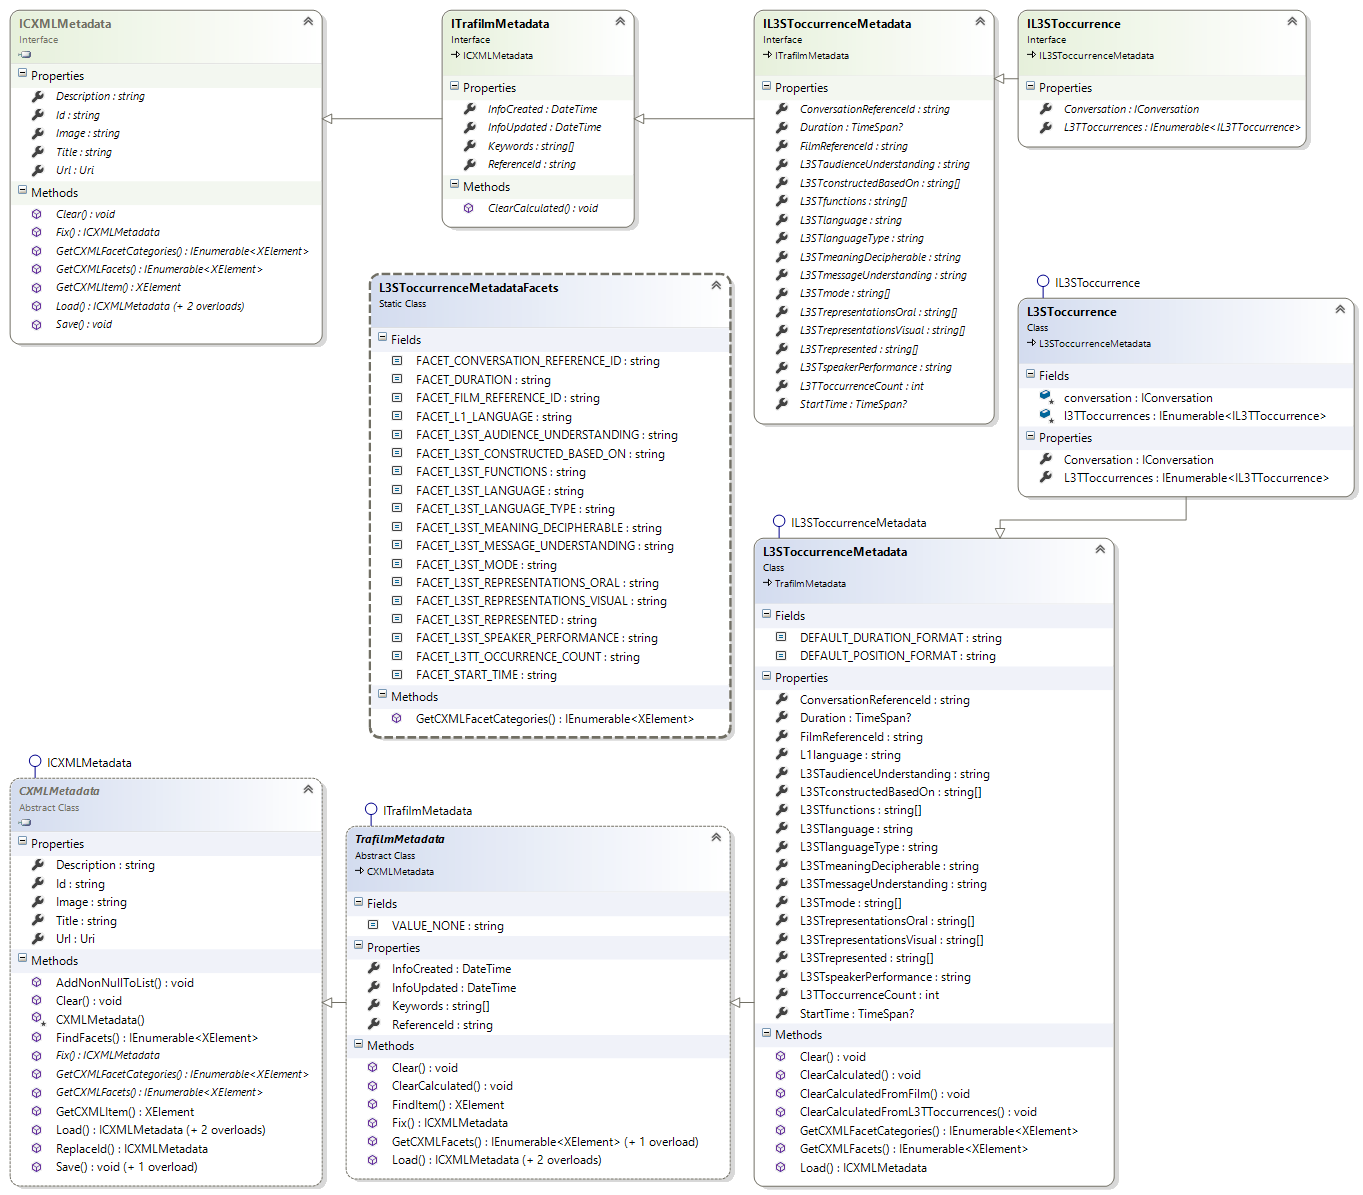 ICXMLMetadata
Interface
Properties
Description : string
Id : string
Image : string
Title : string
Url : Uri
Methods
Clear() : void
Fix() : ICXMLMetadata
GetCXMLFacetCategories() : IEnumerable<XElement>
GetCXMLFacets() : IEnumerable<XElement>
GetCXMLItem() : XElement
Load() : ICXMLMetadata (+ 2 overloads)
Save() : void
ITrafilmMetadata
Interface
ICXMLMetadata
Properties
InfoCreated : DateTime
InfoUpdated : DateTime
Keywords : string[]
ReferenceId : string
Methods
ClearCalculated() : void
IL3SToccurrenceMetadata
Interface
ITrafilmMetadata
Properties
ConversationReferenceId : string
Duration : TimeSpan?
FilmReferenceId : string
L3STaudienceUnderstanding : string
L3STconstructedBasedOn : string[]
L3STfunctions : string[]
L3STlanguage : string
L3STlanguageType : string
L3STmeaningDecipherable : string
L3STmessageUnderstanding : string
L3STmode : string[]
L3STrepresentationsOral : string[]
L3STrepresentationsVisual : string[]
L3STrepresented : string[]
L3STspeakerPerformance : string
L3TToccurrenceCount : int
StartTime : TimeSpan?
IL3SToccurrence
Interface
IL3SToccurrenceMetadata
Properties
Conversation : IConversation
L3TToccurrences : IEnumerable<IL3TToccurrence>
L3SToccurrenceMetadataFacets
Static Class
Fields
FACET_CONVERSATION_REFERENCE_ID : string
FACET_DURATION : string
FACET_FILM_REFERENCE_ID : string
FACET_L1_LANGUAGE : string
FACET_L3ST_AUDIENCE_UNDERSTANDING : string
FACET_L3ST_CONSTRUCTED_BASED_ON : string
FACET_L3ST_FUNCTIONS : string
FACET_L3ST_LANGUAGE : string
FACET_L3ST_LANGUAGE_TYPE : string
FACET_L3ST_MEANING_DECIPHERABLE : string
FACET_L3ST_MESSAGE_UNDERSTANDING : string
FACET_L3ST_MODE : string
FACET_L3ST_REPRESENTATIONS_ORAL : string
FACET_L3ST_REPRESENTATIONS_VISUAL : string
FACET_L3ST_REPRESENTED : string
FACET_L3ST_SPEAKER_PERFORMANCE : string
FACET_L3TT_OCCURRENCE_COUNT : string
FACET_START_TIME : string
Methods
GetCXMLFacetCategories() : IEnumerable<XElement>
IL3SToccurrence
L3SToccurrence
Class
L3SToccurrenceMetadata
Fields
conversation : IConversation
l3TToccurrences : IEnumerable<IL3TToccurrence>
Properties
Conversation : IConversation
L3TToccurrences : IEnumerable<IL3TToccurrence>
IL3SToccurrenceMetadata
L3SToccurrenceMetadata
Class
TrafilmMetadata
Fields
DEFAULT_DURATION_FORMAT : string
DEFAULT_POSITION_FORMAT : string
Properties
ConversationReferenceId : string
Duration : TimeSpan?
FilmReferenceId : string
L1language : string
L3STaudienceUnderstanding : string
L3STconstructedBasedOn : string[]
L3STfunctions : string[]
L3STlanguage : string
L3STlanguageType : string
L3STmeaningDecipherable : string
L3STmessageUnderstanding : string
L3STmode : string[]
L3STrepresentationsOral : string[]
L3STrepresentationsVisual : string[]
L3STrepresented : string[]
L3STspeakerPerformance : string
L3TToccurrenceCount : int
StartTime : TimeSpan?
Methods
Clear() : void
ClearCalculated() : void
ClearCalculatedFromFilm() : void
ClearCalculatedFromL3TToccurrences() : void
GetCXMLFacetCategories() : IEnumerable<XElement>
GetCXMLFacets() : IEnumerable<XElement>
Load() : ICXMLMetadata
ICXMLMetadata
CXMLMetadata
Abstract Class
Properties
Description : string
Id : string
Image : string
Title : string
Url : Uri
Methods
AddNonNullToList() : void
Clear() : void
CXMLMetadata()
FindFacets() : IEnumerable<XElement>
Fix() : ICXMLMetadata
GetCXMLFacetCategories() : IEnumerable<XElement>
GetCXMLFacets() : IEnumerable<XElement>
GetCXMLItem() : XElement
Load() : ICXMLMetadata (+ 2 overloads)
ReplaceId() : ICXMLMetadata
Save() : void (+ 1 overload)
ITrafilmMetadata
TrafilmMetadata
Abstract Class
CXMLMetadata
Fields
VALUE_NONE : string
Properties
InfoCreated : DateTime
InfoUpdated : DateTime
Keywords : string[]
ReferenceId : string
Methods
Clear() : void
ClearCalculated() : void
FindItem() : XElement
Fix() : ICXMLMetadata
GetCXMLFacets() : IEnumerable<XElement> (+ 1 overload)
Load() : ICXMLMetadata (+ 2 overloads)